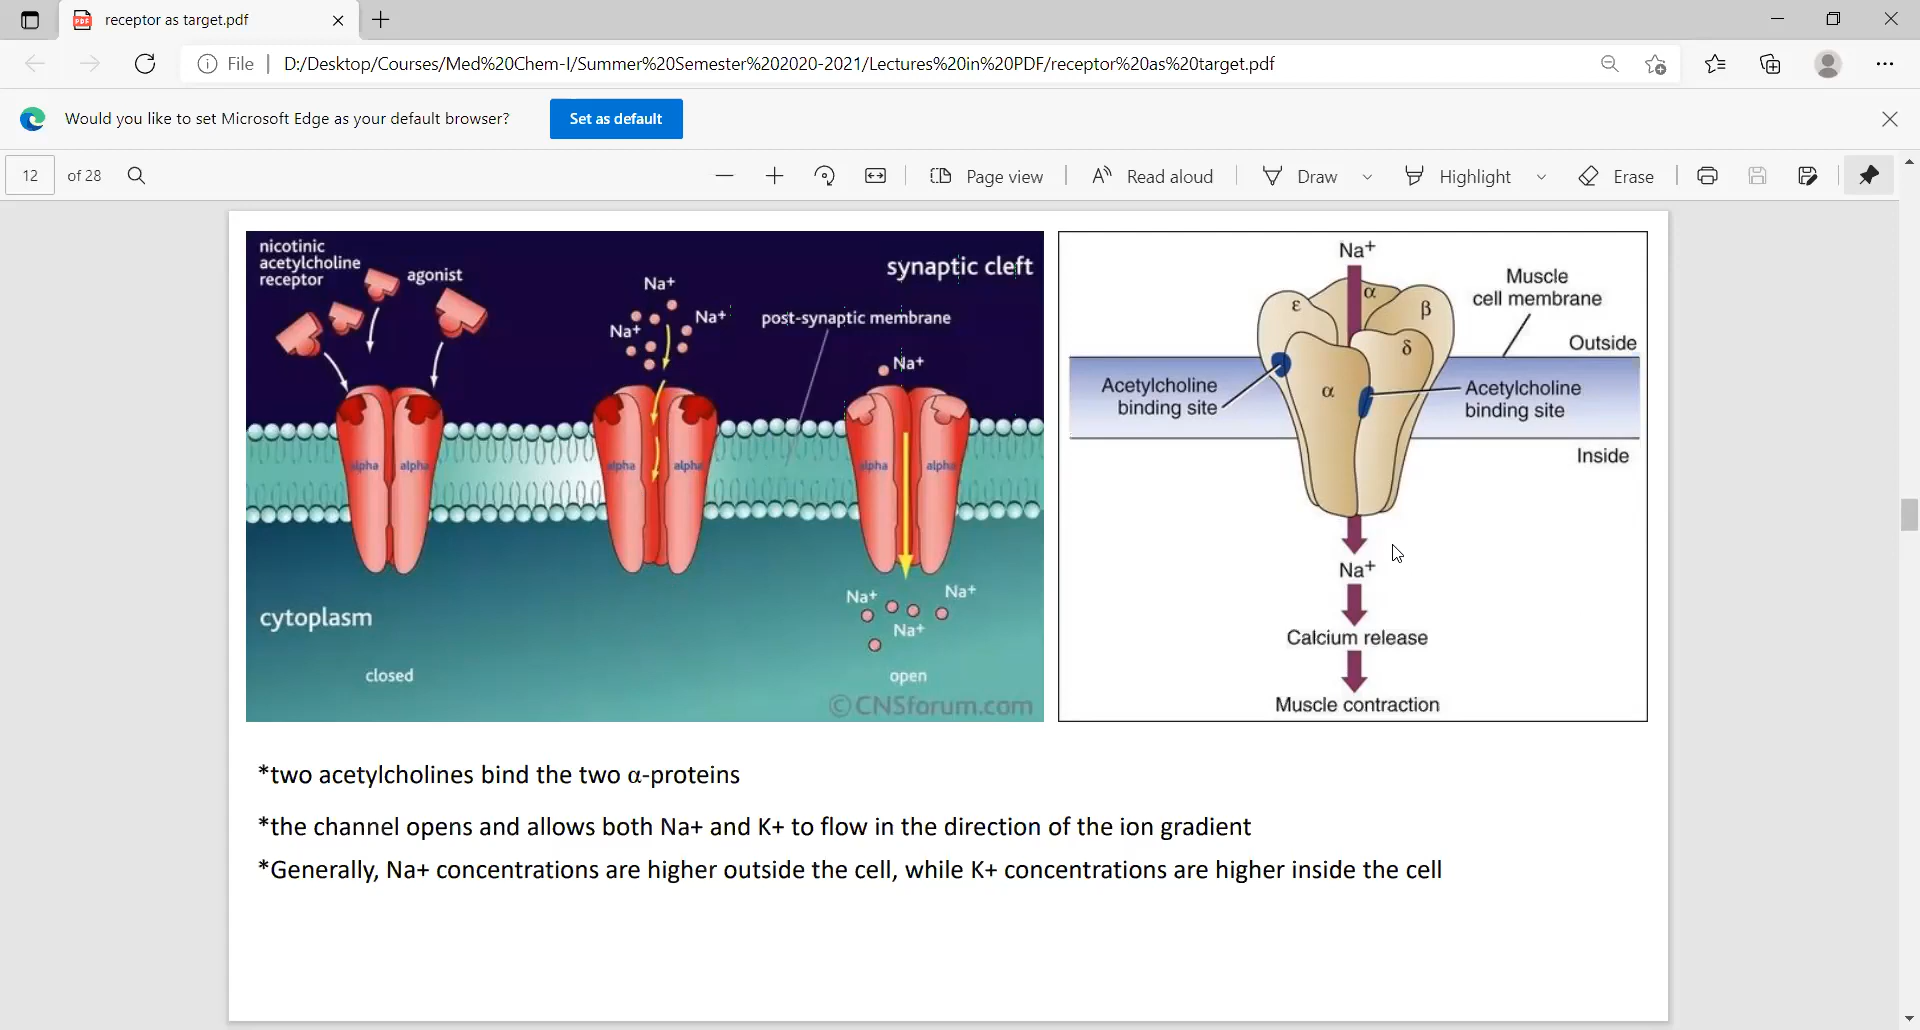 receptor as target.pdf
File
D:/Desktop/Courses/Med%20Chem-I/Summer%20Semester%202020-2021/Lectures%20in%20PDF/receptor%20as%20target.pdf
Would you like to set Microsoft Edge as your default browser?
Set as default
12
of 28
Page view
Read aloud
Draw
Highlight
Erase
nicotinic
acetylcholine
receptor
agonist
Na+
Na+
Na+
synaptic cleft
post-synaptic membrane
Na+
alpha
alpha
alpha
alpha
alpha
alpha
Na+
Na+
Na+
cytoplasm
closed
open
©CNSforum.com
Na+
Muscle
cell membrane
Outside
ε
α
β
δ
α
Acetylcholine
binding site
Acetylcholine
binding site
Inside
Na+
Calcium release
Muscle contraction
*two acetylcholines bind the two α-proteins
*the channel opens and allows both Na+ and K+ to flow in the direction of the ion gradient
*Generally, Na+ concentrations are higher outside the cell, while K+ concentrations are higher inside the cell